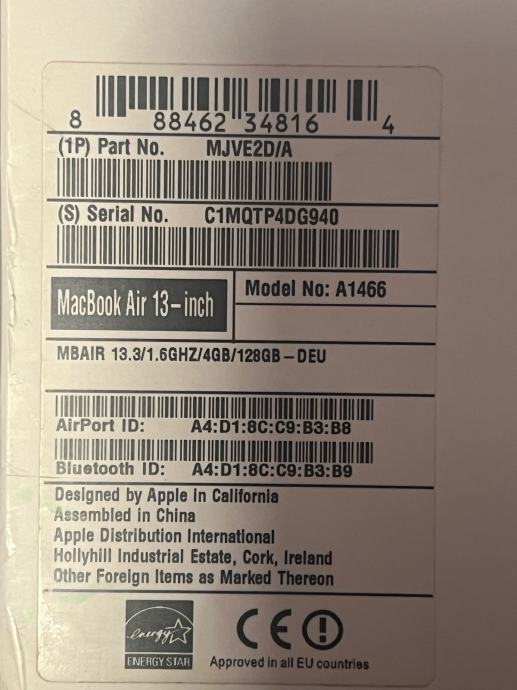 8 88462 34816 4
(1P) Part No. MJVE2D/A
(S) Serial No. C1MQTP4DG940
MacBook Air 13-inch
Model No: A1466
MBAIR 13.3/1.6GHZ/4GB/128GB-DEU
AirPort ID: A4:D1:8C:C9:B3:B8
Bluetooth ID: A4:D1:8C:C9:B3:B9
Designed by Apple in California
Assembled in China
Apple Distribution International
Hollyhill Industrial Estate, Cork, Ireland
Other Foreign Items as Marked Thereon
energy
ENERGY STAR
CE
Approved in all EU countries